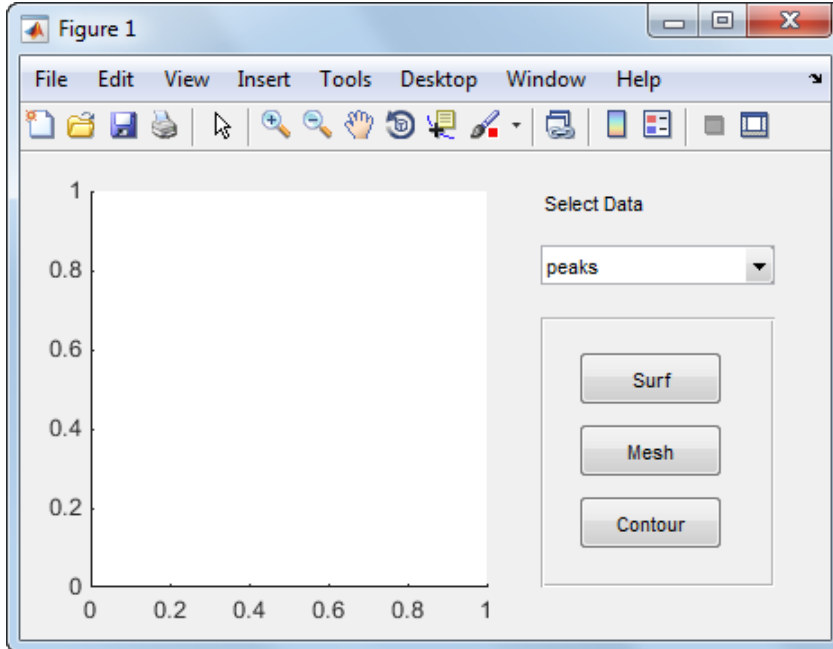 Figure 1
File Edit View Insert Tools Desktop Window Help
Select Data
peaks
Surf
Mesh
Contour
1
0.8
0.6
0.4
0.2
0
0 0.2 0.4 0.6 0.8 1